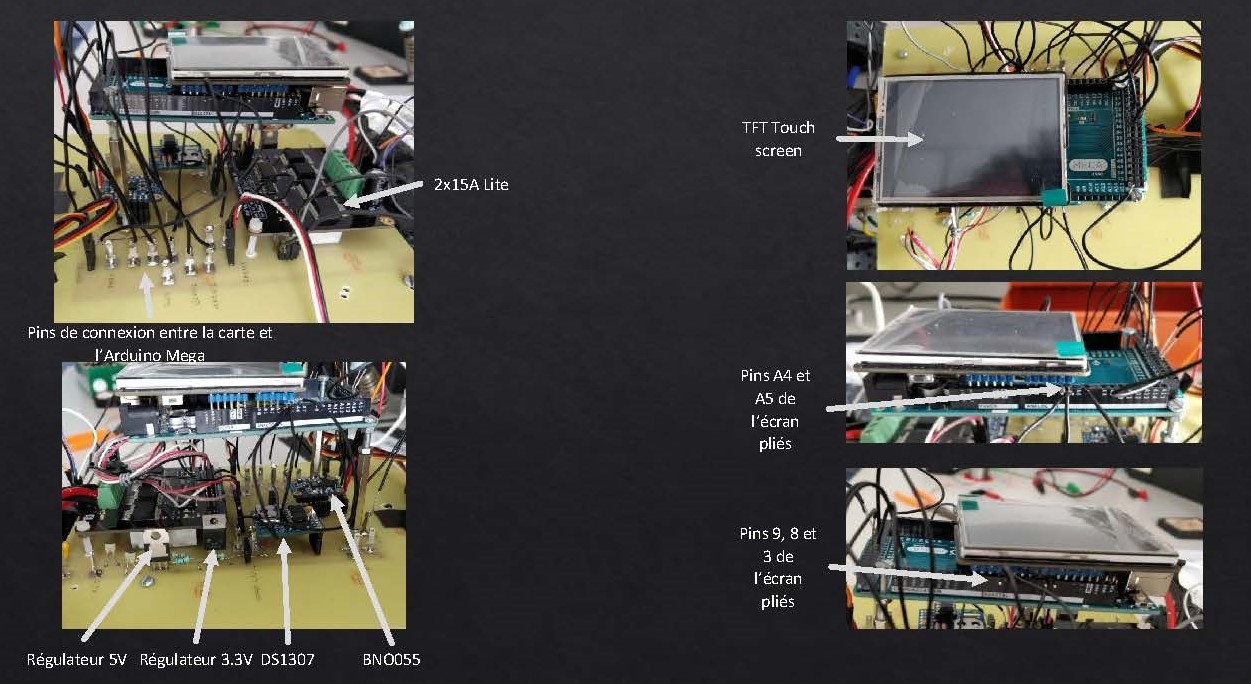 2x15A Lite
Pins de connexion entre la carte et
l'Arduino Mega
Régulateur 5V
Régulateur 3.3V
DS1307
BNO055
TFT Touch
screen
MEGA
Pins A4 et
A5 de
l'écran
pliés
Pins 9, 8 et
3 de
l'écran
pliés